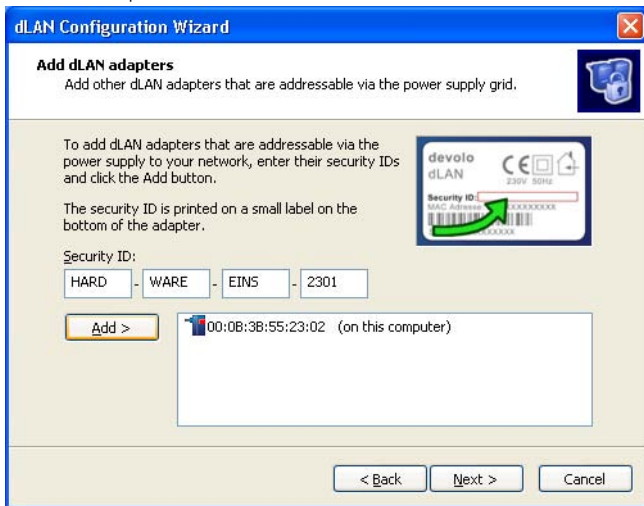 dLAN Configuration Wizard
Add dLAN adapters
Add other dLAN adapters that are addressable via the power supply grid.
To add dLAN adapters that are addressable via the
power supply to your network, enter their security IDs
and click the Add button.
The security ID is printed on a small label on the
bottom of the adapter.
devolo
dLAN
CE
230V 50Hz
Security ID:
MAC Adresse
Security ID:
HARD - WARE - EINS - 2301
Add >
00:0B:3B:55:23:02 (on this computer)
< Back
Next >
Cancel